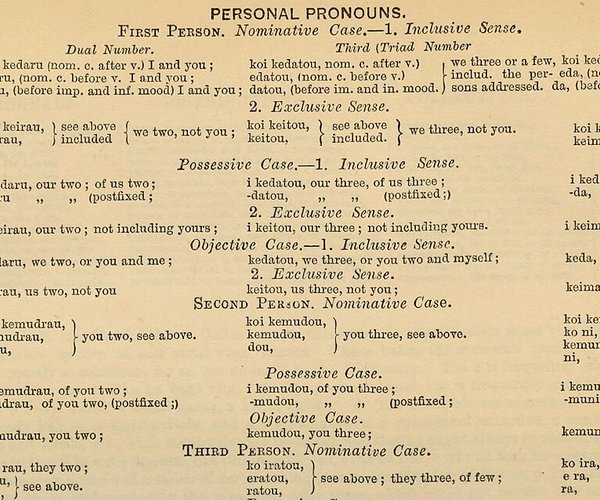 PERSONAL PRONOUNS.
FIRST PERSON. Nominative Case.—1. Inclusive Sense.
Dual Number. Third (Triad Number
kedaru (nom. c. after v.) I and you; koi kedatou, nom. c. after v.) we three or a few, koi ked
ru, (nom. c. before v. I and you; edatou, (nom. c. before v.) includ. the per- eda, (no
u, (before imp. and inf. mood) I and you; datou, (before im. and in. mood.) sons addressed. da, (bef
2. Exclusive Sense.
keirau, see above we two, not you; koi keitou, see above we three, not you. koi k
rau, included keitou, included. keim
Possessive Case.—1. Inclusive Sense.
daru, our two; of us two; i kedatou, our three, of us three; i ked
ru „ „ (postfixed; -datou, „ „ (postfixed;) -da,
2. Exclusive Sense.
eirau, our two; not including yours; i keitou, our three; not including yours. i keim
Objective Case.—1. Inclusive Sense.
daru, we two, or you and me; kedatou, we three, or you two and myself; keda,
2. Exclusive Sense.
rau, us two, not you keitou, us three, not you; keima
SECOND PERSON. Nominative Case.
kemudrau, you two, see above. koi kemudou, you three, see above. koi ke
mudrau, kemudou, ko ni,
u, dou, kemun
ni,
Possessive Case.
emudrau, of you two; i kemudou, of you three; i kemu
udrau, of you two, (postfixed;) -mudou, „ „ (postfixed; -muni
Objective Case.
mudrau, you two; kemudou, you three; kemun
THIRD PERSON. Nominative Case.
rau, they two; ko iratou, see above; they three, of few; ko ira,
u, see above. eratou, e ra,
u, ratou, ra,